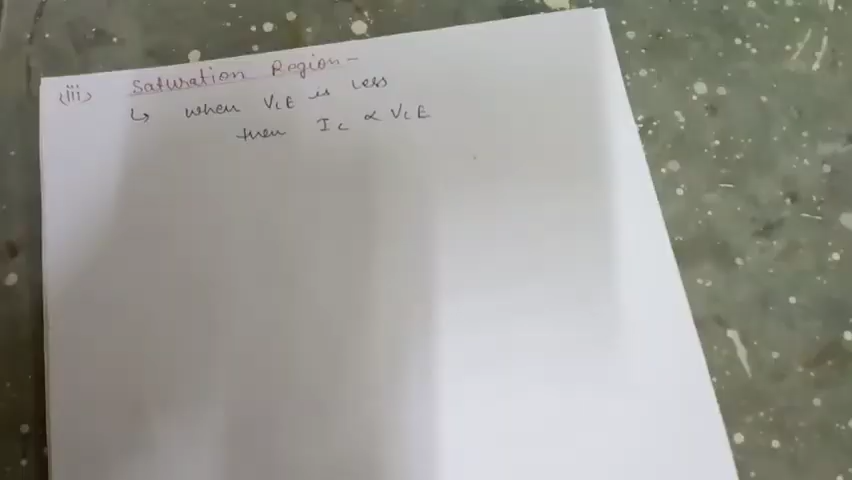 (iii) Saturation Region -
↳ when VCE is less
then IC ∝ VCE